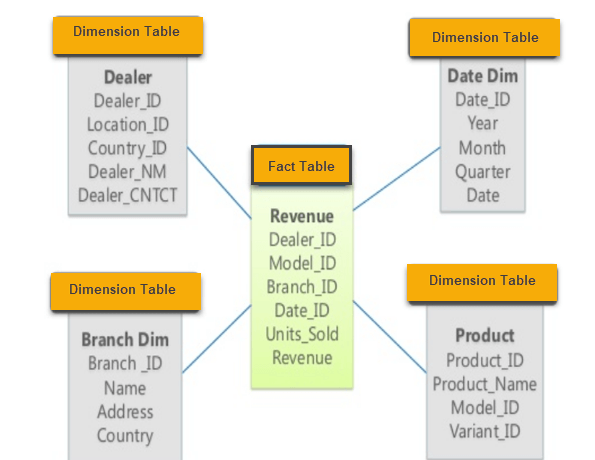 Dimension Table
Dealer
Dealer_ID
Location_ID
Country_ID
Dealer_NM
Dealer_CNTCT
Dimension Table
Date Dim
Date_ID
Year
Month
Quarter
Date
Fact Table
Revenue
Dealer_ID
Model_ID
Branch_ID
Date_ID
Units_Sold
Revenue
Dimension Table
Branch Dim
Branch _ID
Name
Address
Country
Dimension Table
Product
Product_ID
Product_Name
Model_ID
Variant_ID